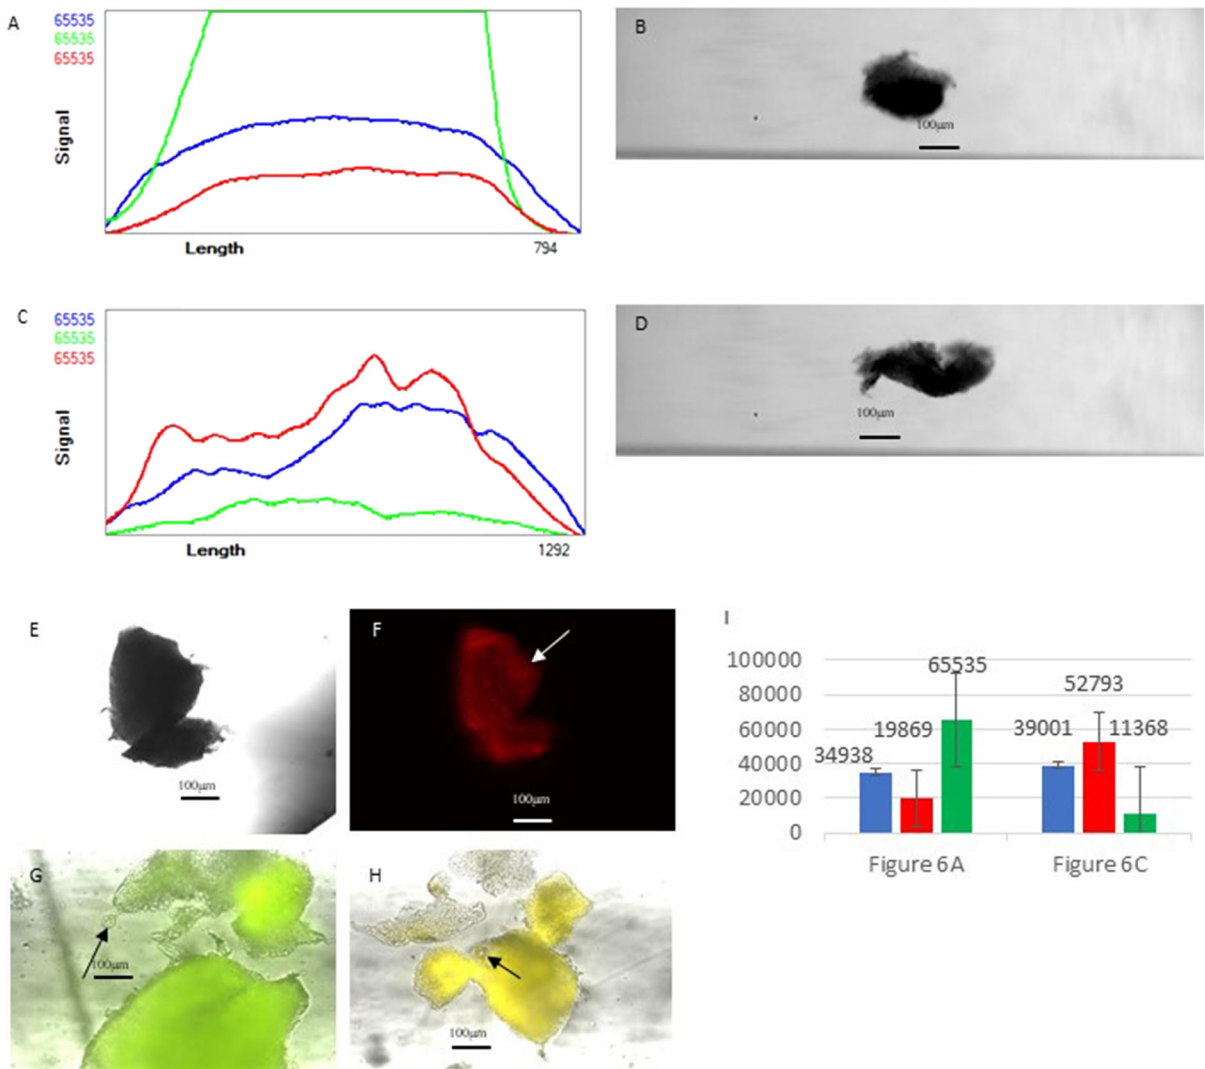 A
65535
65535
65535
Signal
Length
794
B
100μm
C
65535
65535
65535
Signal
Length
1292
D
100μm
E
100μm
F
100μm
G
100μm
H
100μm
I
100000
80000
60000
40000
20000
0
34938
19869
65535
39001
52793
11368
Figure 6A
Figure 6C